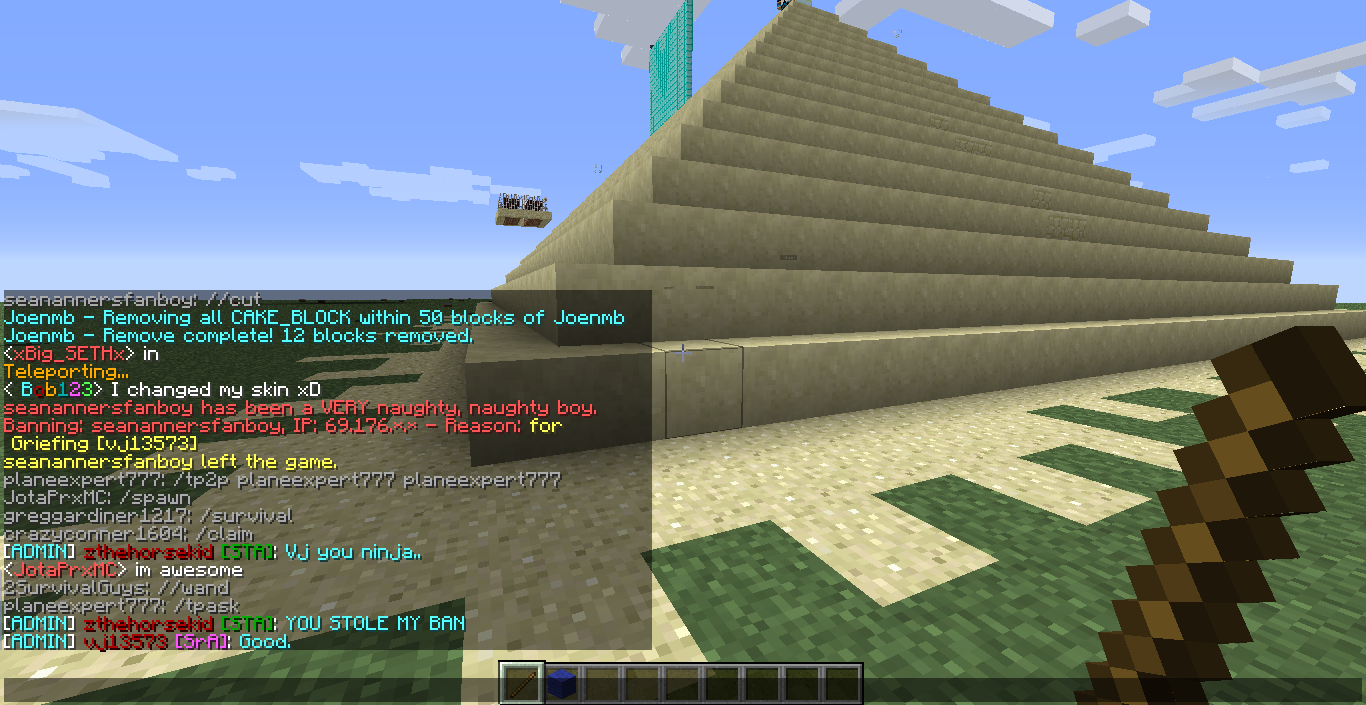 seanannersfanboy: //cut
Joenmb - Removing all CAKE_BLOCK within 50 blocks of Joenmb
Joenmb - Remove complete! 12 blocks removed.
<xBig_SETHx> in
Teleporting...
< Bob123> I changed my skin xD
seanannersfanboy has been a VERY naughty, naughty boy.
Banning: seanannersfanboy, IP: 69.176.x.x - Reason: for
Griefing [vj13573]
seanannersfanboy left the game.
planeexpert777: /tp2p planeexpert777 planeexpert777
JotaPrxMC: /spawn
greggardiner1217: /survival
crazyconner1604: /claim
[ADMIN] zthehorsekid [STA]: Vj you ninja..
<JotaPrxMC> im awesome
2SurvivalGuys: //wand
planeexpert777: /tpask
[ADMIN] zthehorsekid [STA]: YOU STOLE MY BAN
[ADMIN] vj13573 [SrA]: Good.